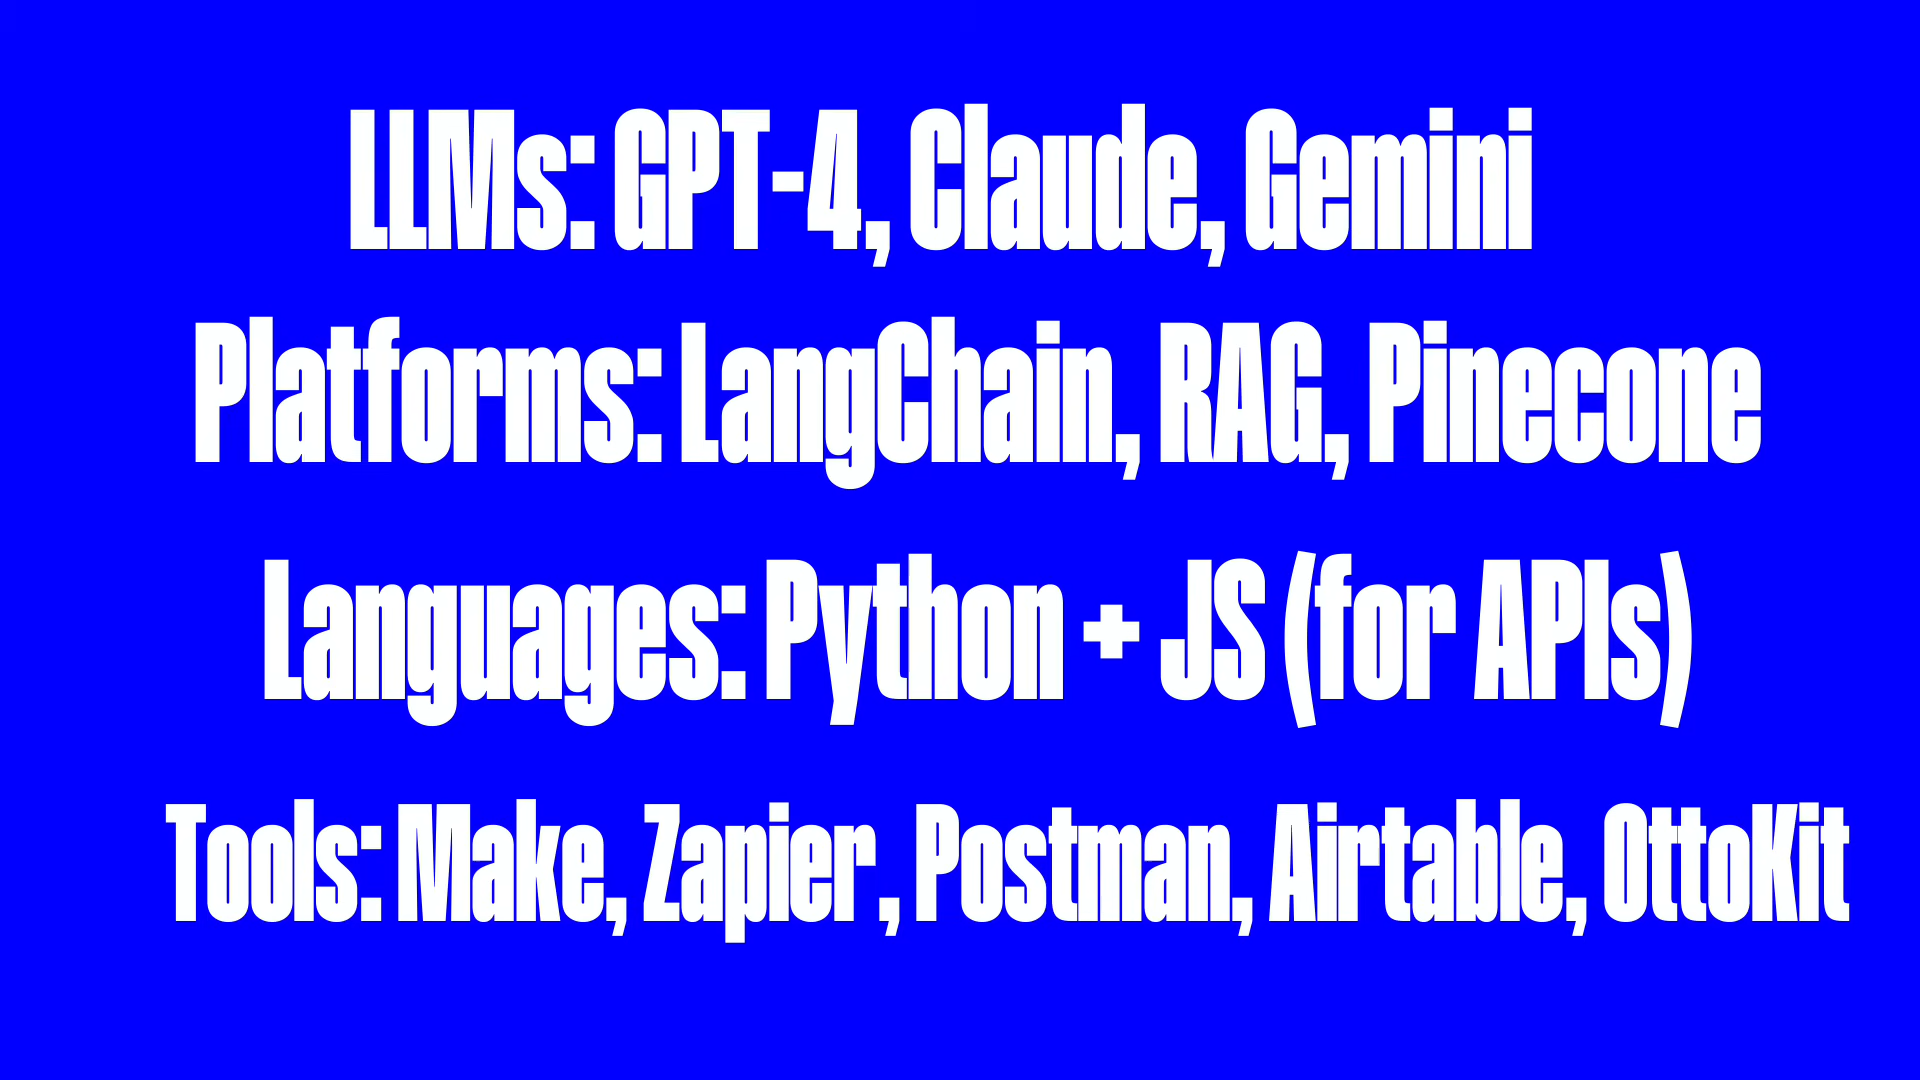 LLMs: GPT-4, Claude, Gemini
Platforms: LangChain, RAG, Pinecone
Languages: Python + JS (for APIs)
Tools: Make, Zapier, Postman, Airtable, OttoKit